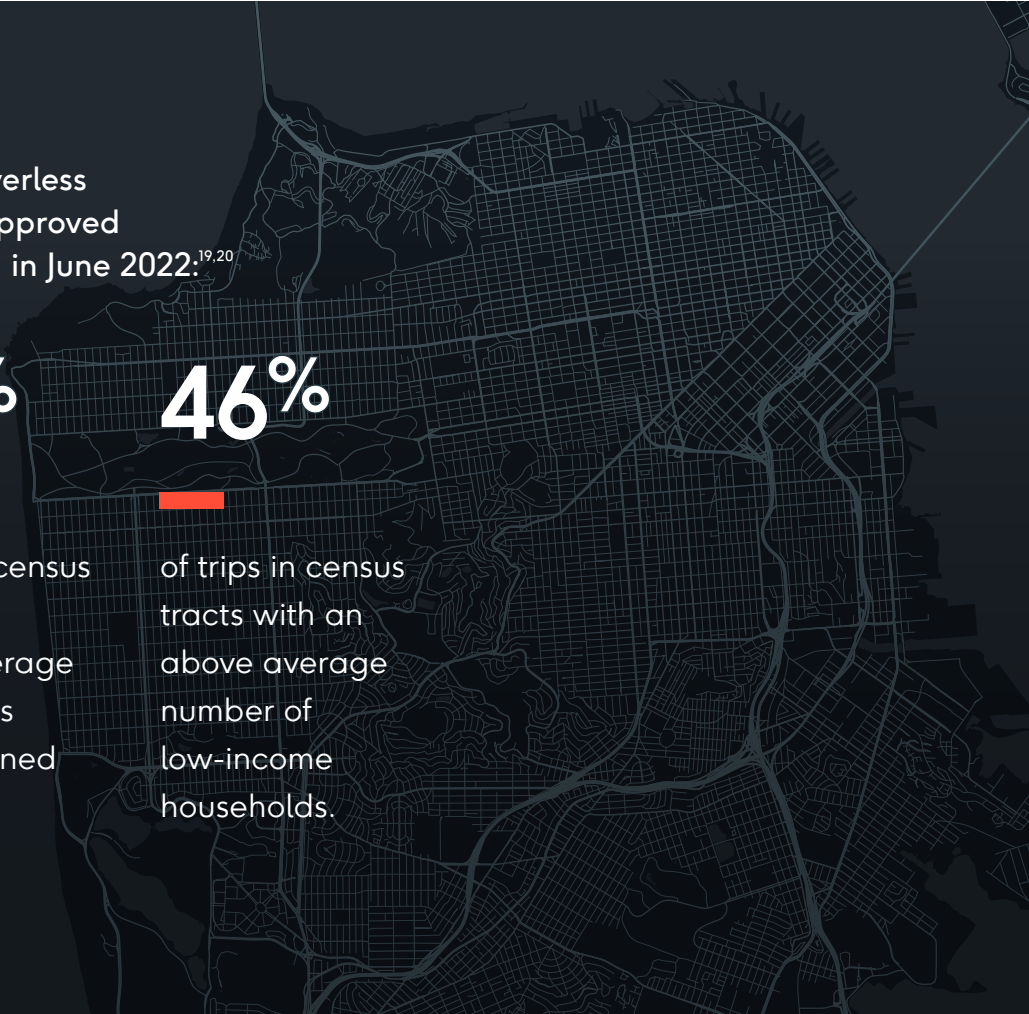 verless
pproved
in June 2022:19,20
%
46%
census
erage
s
ned
of trips in census
tracts with an
above average
number of
low-income
households.